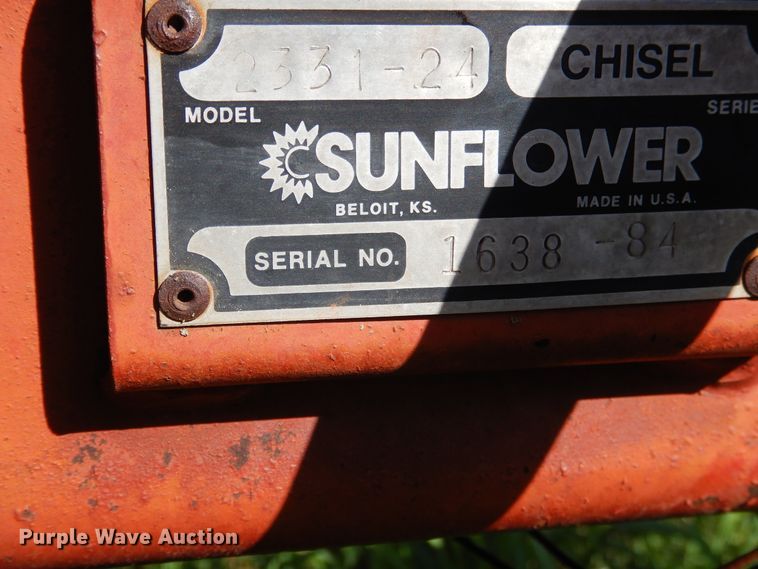 2331-24 CHISEL
MODEL SERIE
SUNFLOWER
BELOIT, KS. MADE IN U.S.A.
SERIAL NO. 1638-84
Purple Wave Auction